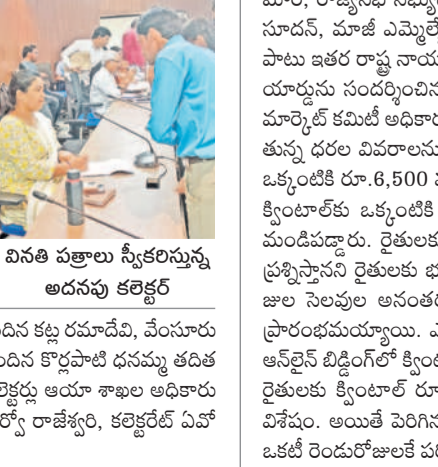 వినతి పత్రాలు స్వీకరిస్తున్న
అదనపు కలెక్టర్
దిన కట్ల రమాదేవి, వేంసూరు
ందిన కొర్లపాటి ధనమ్మ తదిత
లెక్టర్లు ఆయా శాఖల అధికారు
ర్వో రాజేశ్వరి, కలెక్టరేట్ ఏవో
సూదన్, మాజీ ఎమ్మెల్యే
పాటు ఇతర రాష్ట్ర నాయ
యార్డును సందర్శించిన
మార్కెట్ కమిటీ అధికార
తున్న ధరల వివరాలను
ఒక్కంటికి రూ.6,500
క్వింటాల్‌కు ఒక్కంటికి
మండిపడ్డారు. రైతులక
ప్రశ్నిస్తానని రైతులకు భ
జుల సెలవుల అనంతర
ప్రారంభమయ్యాయి. ఎ
ఆన్‌లైన్ బిడ్డింగ్‌లో క్వింట
రైతులకు క్వింటాల్ రూ
విశేషం. అయితే పెరిగిన
ఒకటీ రెండురోజులకే పర